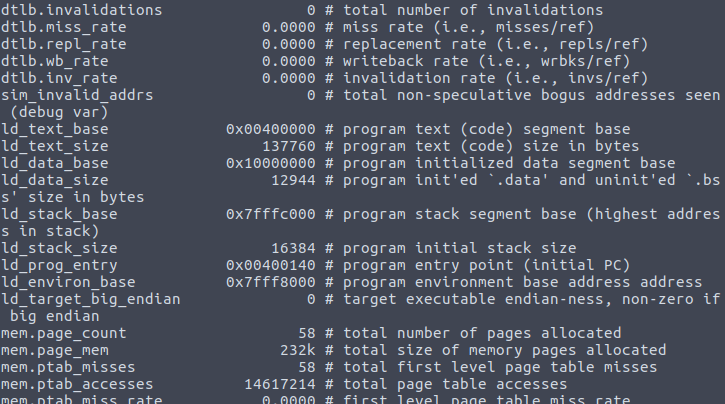 dtlb.invalidations 0 # total number of invalidations
dtlb.miss_rate 0.0000 # miss rate (i.e., misses/ref)
dtlb.repl_rate 0.0000 # replacement rate (i.e., repls/ref)
dtlb.wb_rate 0.0000 # writeback rate (i.e., wrbks/ref)
dtlb.inv_rate 0.0000 # invalidation rate (i.e., invs/ref)
sim_invalid_addrs 0 # total non-speculative bogus addresses seen
(debug var)
ld_text_base 0x00400000 # program text (code) segment base
ld_text_size 137760 # program text (code) size in bytes
ld_data_base 0x10000000 # program initialized data segment base
ld_data_size 12944 # program init'ed `.data' and uninit'ed `.bs
s' size in bytes
ld_stack_base 0x7fffc000 # program stack segment base (highest addres
s in stack)
ld_stack_size 16384 # program initial stack size
ld_prog_entry 0x00400140 # program entry point (initial PC)
ld_environ_base 0x7fff8000 # program environment base address address
ld_target_big_endian 0 # target executable endian-ness, non-zero if
big endian
mem.page_count 58 # total number of pages allocated
mem.page_mem 232k # total size of memory pages allocated
mem.ptab_misses 58 # total first level page table misses
mem.ptab_accesses 14617214 # total page table accesses
mem.ptab_miss_rate 0.0000 # first level page table miss rate